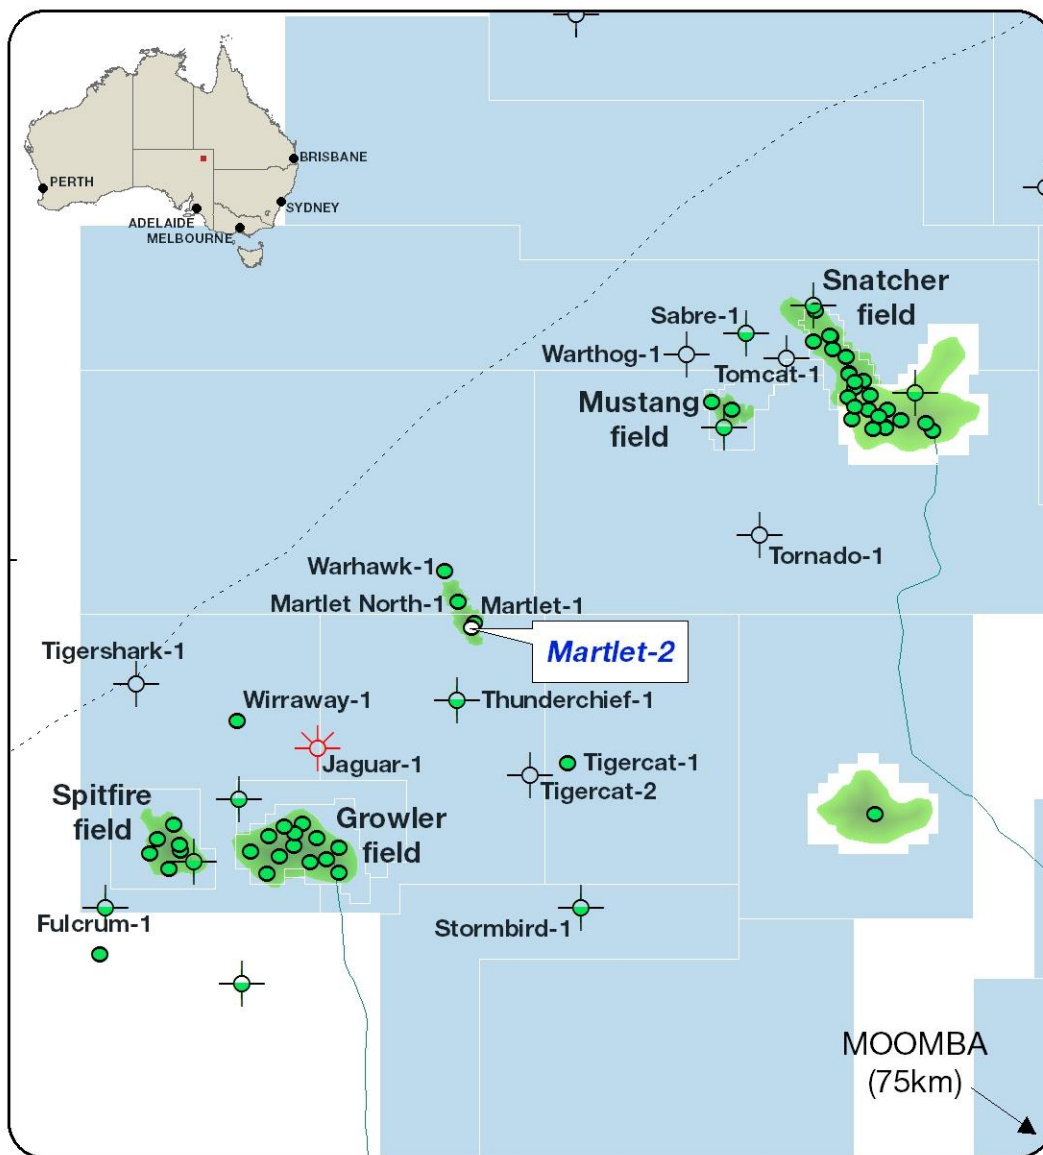 BRISBANE
PERTH
SYDNEY
ADELAIDE
MELBOURNE
Snatcher
field
Sabre-1
Warthog-1
Tomcat-1
Mustang
field
Tornado-1
Warhawk-1
Martlet North-1
Martlet-1
Martlet-2
Tigershark-1
Wirraway-1
Thunderchief-1
Jaguar-1
Tigercat-1
Tigercat-2
Spitfire
field
Growler
field
Fulcrum-1
Stormbird-1
MOOMBA
(75km)